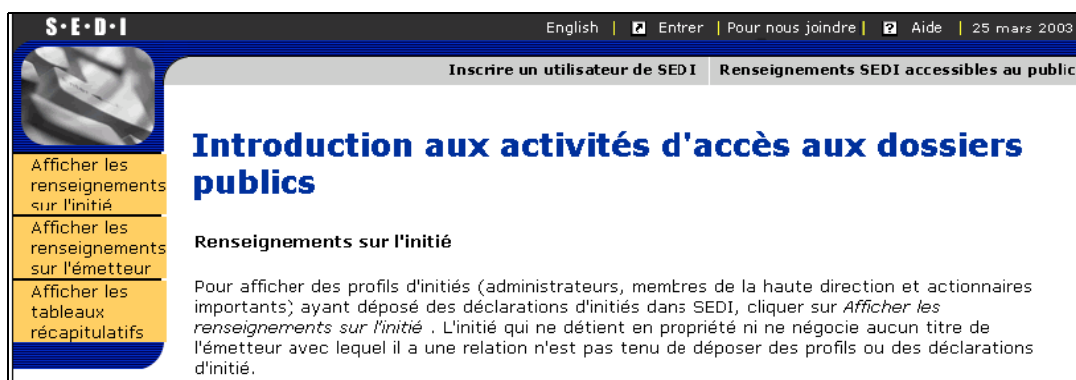 S•E•D•I
English | Entrer | Pour nous joindre | ? Aide | 25 mars 2003
Inscrire un utilisateur de SEDI | Renseignements SEDI accessibles au public
Afficher les
renseignements
sur l'initié
Afficher les
renseignements
sur l'émetteur
Afficher les
tableaux
récapitulatifs
Introduction aux activités d'accès aux dossiers
publics
Renseignements sur l'initié
Pour afficher des profils d'initiés (administrateurs, membres de la haute direction et actionnaires
importants) ayant déposé des déclarations d'initiés dans SEDI, cliquer sur Afficher les
renseignements sur l'initié . L'initié qui ne détient en propriété ni ne négocie aucun titre de
l'émetteur avec lequel il a une relation n'est pas tenu de déposer des profils ou des déclarations
d'initié.